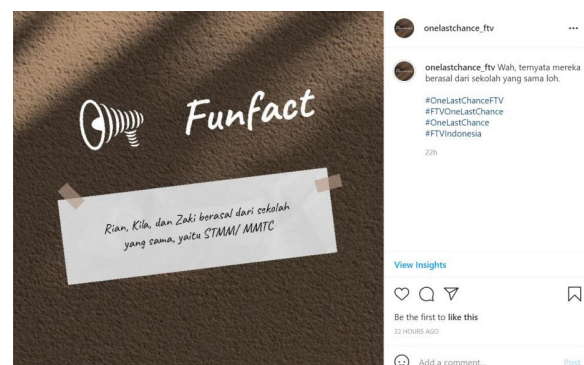 Funfact
Rian, Kila, dan Zaki berasal dari sekolah
yang sama, yaitu STMM/ MMTC
onelastchance_ftv
onelastchance_ftv Wah, ternyata mereka
berasal dari sekolah yang sama loh.
#OneLastChanceFTV
#FTVOneLastChance
#OneLastChance
#FTVIndonesia
22h
View Insights
Be the first to like this
22 HOURS AGO
Add a comment...
Post